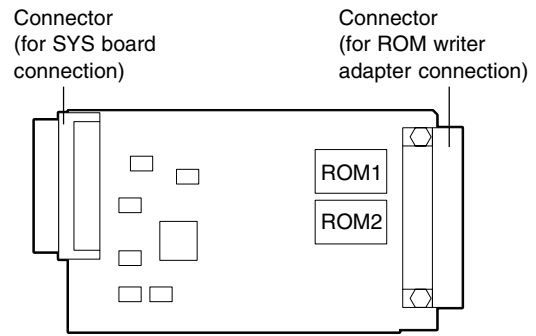 Connector
(for SYS board
connection)
Connector
(for ROM writer
adapter connection)
ROM1
ROM2